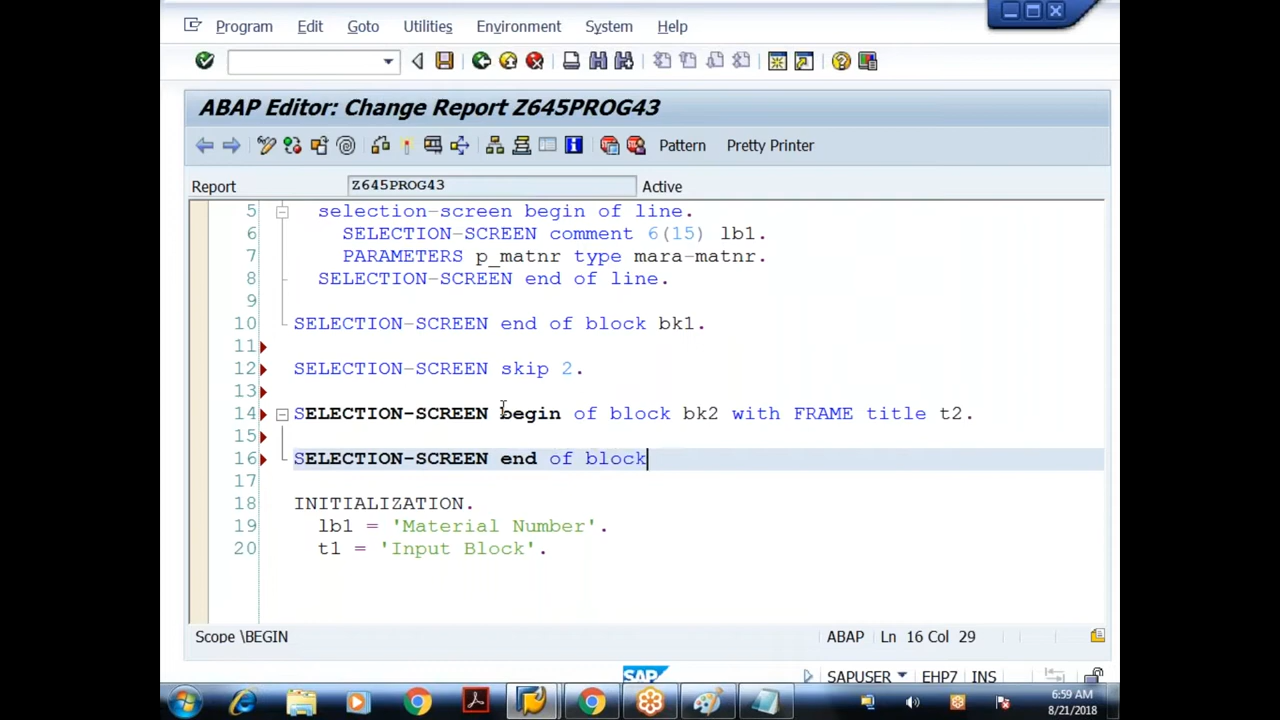 Program Edit Goto Utilities Environment System Help
ABAP Editor: Change Report Z645PROG43
Pattern Pretty Printer
Report Z645PROG43 Active
5 selection-screen begin of line.
6 SELECTION-SCREEN comment 6(15) lb1.
7 PARAMETERS p_matnr type mara-matnr.
8 SELECTION-SCREEN end of line.
9
10 SELECTION-SCREEN end of block bk1.
11
12 SELECTION-SCREEN skip 2.
13
14 SELECTION-SCREEN begin of block bk2 with FRAME title t2.
15
16 SELECTION-SCREEN end of block
17
18 INITIALIZATION.
19 lb1 = 'Material Number'.
20 t1 = 'Input Block'.
Scope \BEGIN ABAP Ln 16 Col 29
SAP SAPUSER EHP7 INS
6:59 AM
8/21/2018